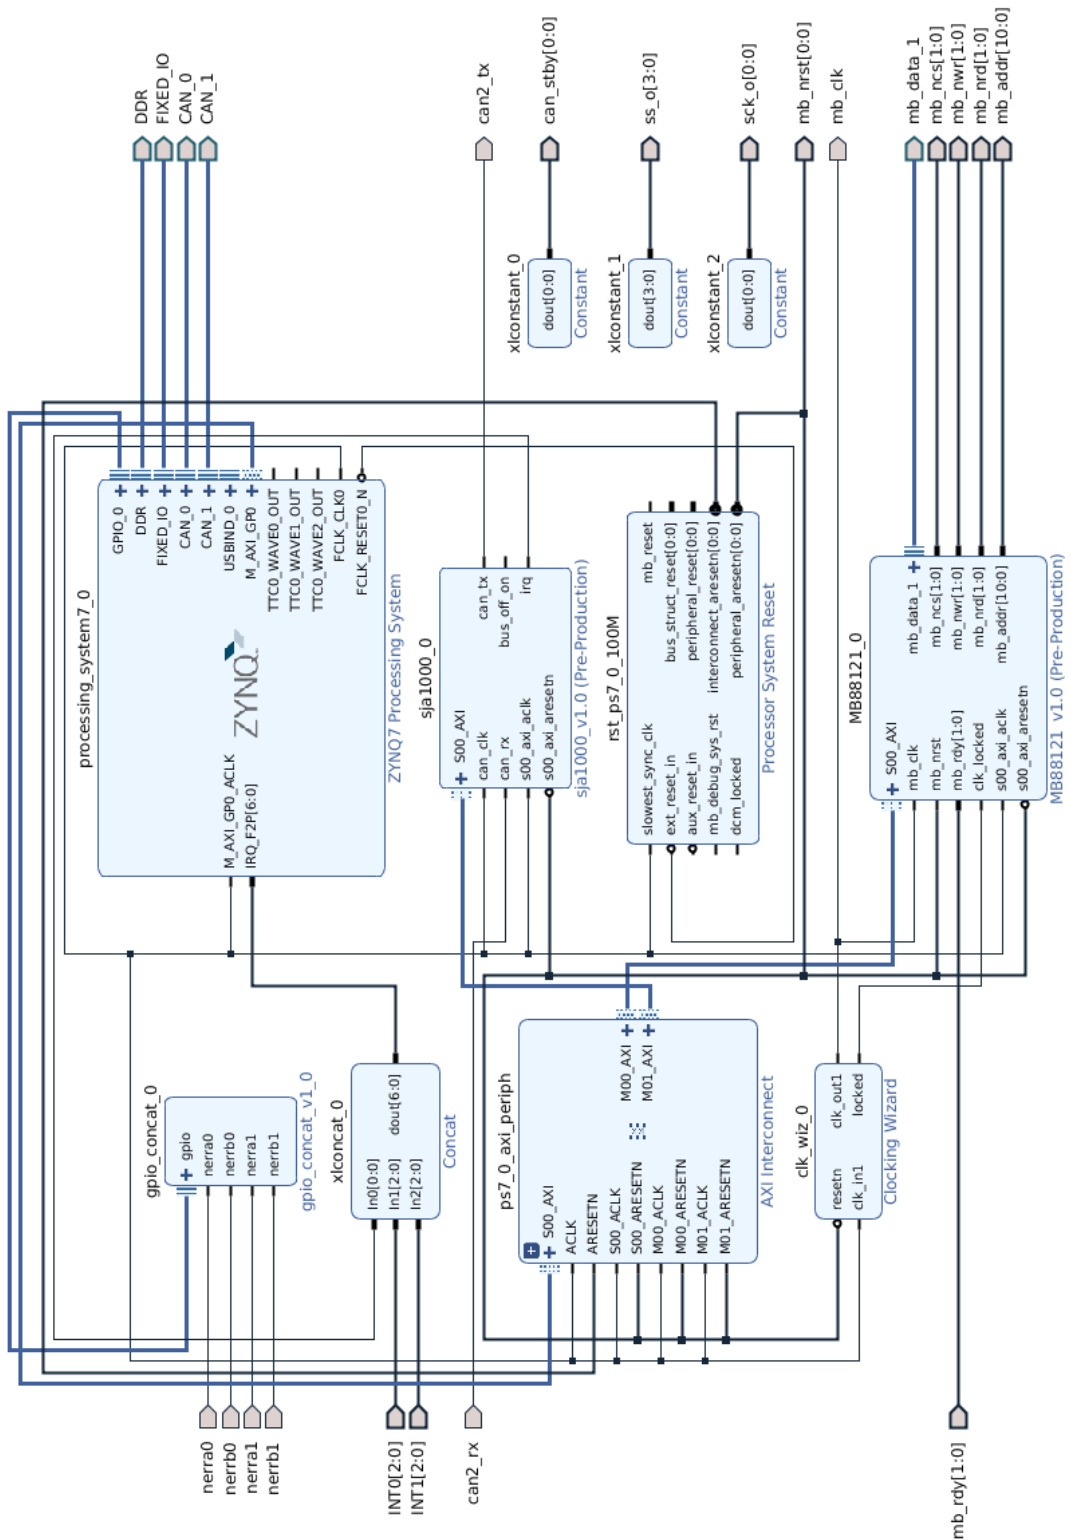 nerra0
nerrb0
nerra1
nerrb1
INT0[2:0]
INT1[2:0]
can2_rx
mb_rdy[1:0]
gpio_concat_0
gpio
nerra0
nerrb0
nerra1
nerrb1
gpio_concat_v1_0
xlconcat_0
In0[0:0]
In1[2:0]
In2[2:0]
dout[6:0]
Concat
ps7_0_axi_periph
S00_AXI
ACLK
ARESETN
S00_ACLK
S00_ARESETN
M00_ACLK
M00_ARESETN
M01_ACLK
M01_ARESETN
M00_AXI
M01_AXI
AXI Interconnect
clk_wiz_0
resetn
clk_in1
clk_out1
locked
Clocking Wizard
processing_system7_0
M_AXI_GP0_ACLK
IRQ_F2P[6:0]
ZYNQ
GPIO_0
DDR
FIXED_IO
CAN_0
CAN_1
USBIND_0
M_AXI_GP0
TTC0_WAVE0_OUT
TTC0_WAVE1_OUT
TTC0_WAVE2_OUT
FCLK_CLK0
FCLK_RESET0_N
ZYNQ7 Processing System
sja1000_0
S00_AXI
can_clk
can_rx
s00_axi_aclk
s00_axi_aresetn
can_tx
bus_off_on
irq
sja1000_v1.0 (Pre-Production)
rst_ps7_0_100M
slowest_sync_clk
ext_reset_in
aux_reset_in
mb_debug_sys_rst
dcm_locked
mb_reset
bus_struct_reset[0:0]
peripheral_reset[0:0]
interconnect_aresetn[0:0]
peripheral_aresetn[0:0]
Processor System Reset
MB88121_0
S00_AXI
mb_clk
mb_nrst
mb_rdy[1:0]
clk_locked
s00_axi_aclk
s00_axi_aresetn
mb_data_1
mb_ncs[1:0]
mb_nwr[1:0]
mb_nrd[1:0]
mb_addr[10:0]
MB88121_v1.0 (Pre-Production)
xlconstant_0
dout[0:0]
Constant
xlconstant_1
dout[3:0]
Constant
xlconstant_2
dout[0:0]
Constant
DDR
FIXED_IO
CAN_0
CAN_1
can2_tx
can_stby[0:0]
ss_o[3:0]
sck_o[0:0]
mb_nrst[0:0]
mb_clk
mb_data_1
mb_ncs[1:0]
mb_nwr[1:0]
mb_nrd[1:0]
mb_addr[10:0]